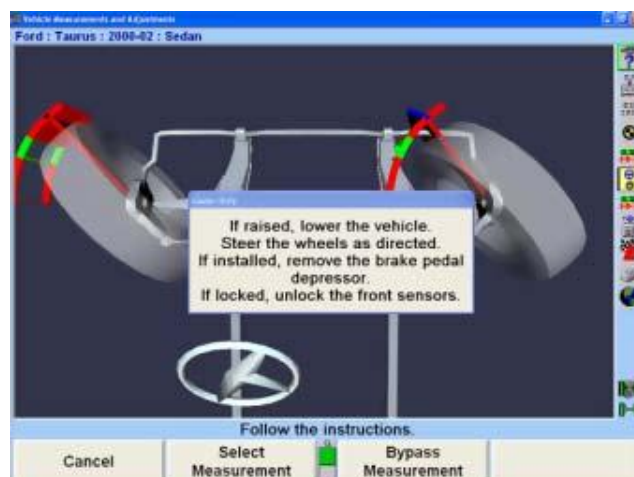 Vehicle Measurements and Adjustments
Ford : Taurus : 2000-02 : Sedan
If raised, lower the vehicle.
Steer the wheels as directed.
If installed, remove the brake pedal
depressor.
If locked, unlock the front sensors.
Follow the instructions.
Cancel
Select
Measurement
Bypass
Measurement